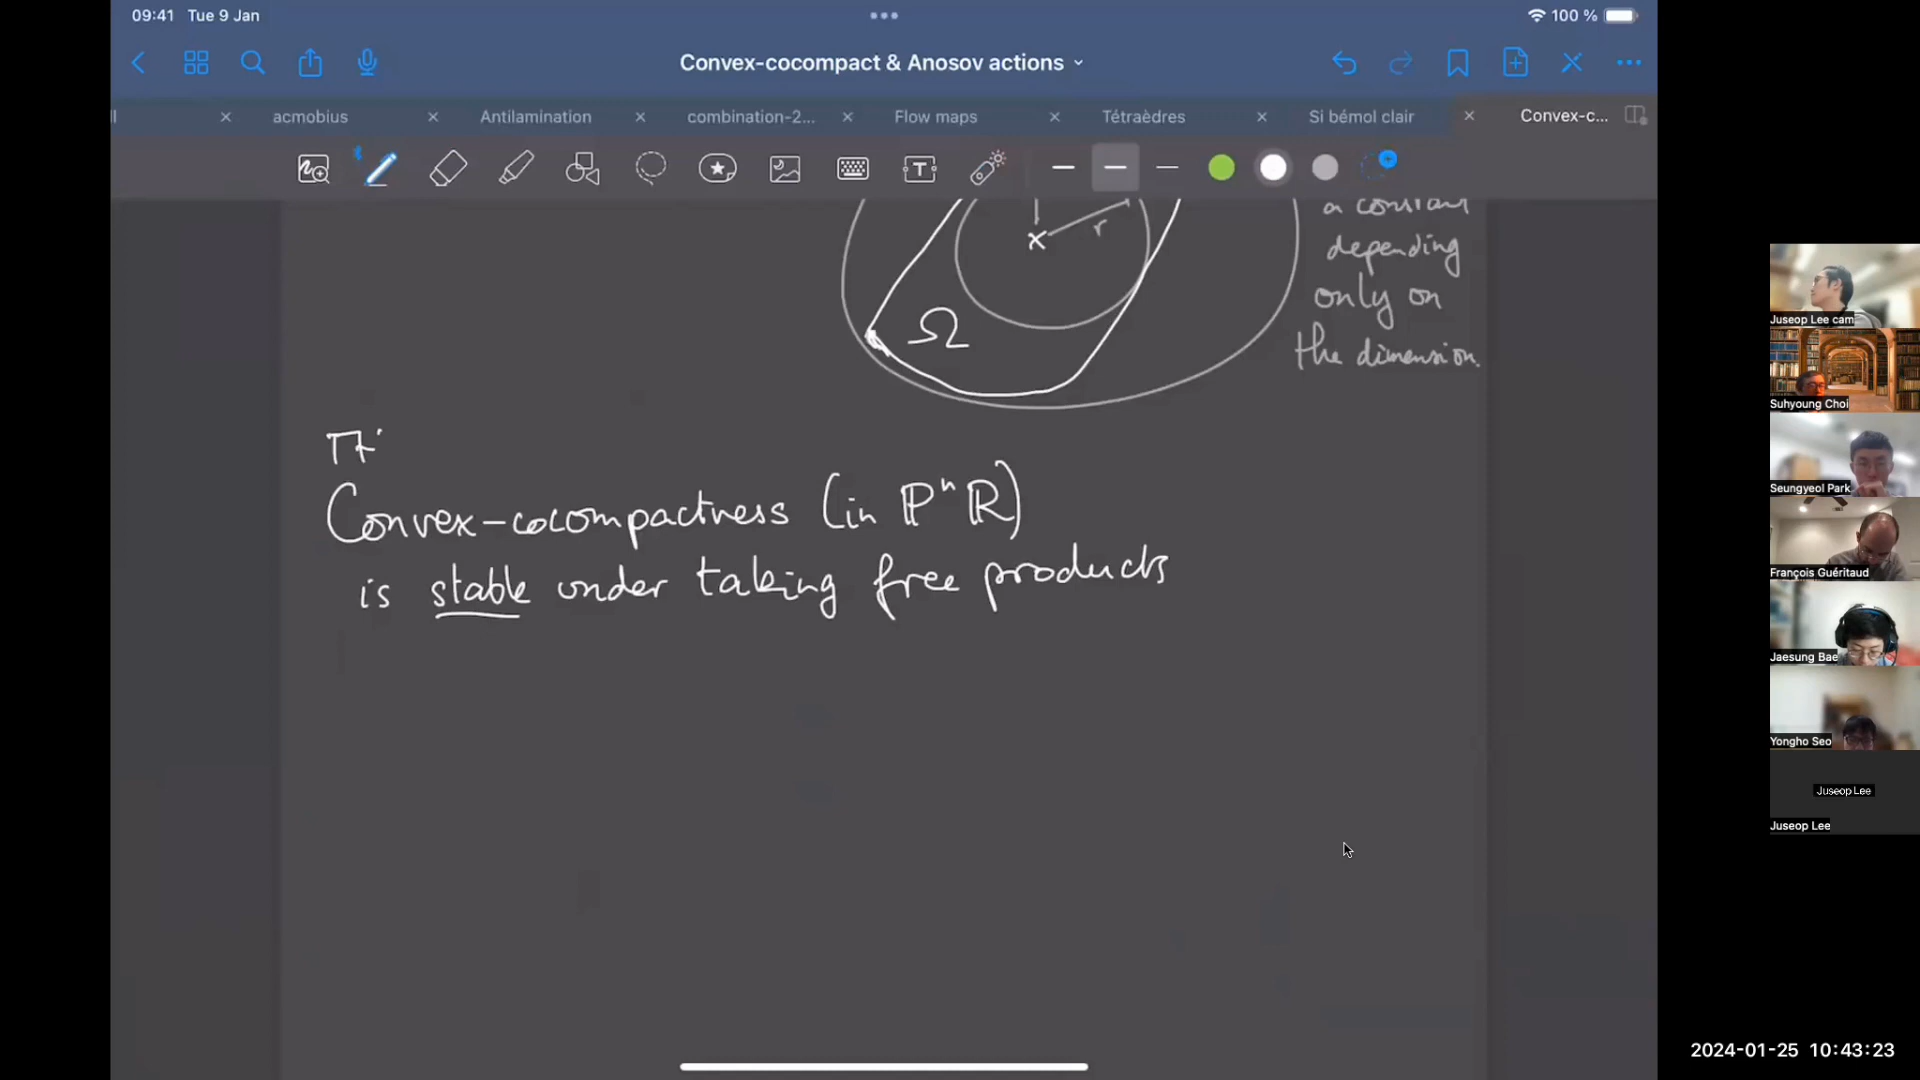 09:41 Tue 9 Jan
100 %
Convex-cocompact & Anosov actions
acmobius
Antilamination
combination-2...
Flow maps
Tétraèdres
Si bémol clair
Convex-c...
T
a constant
depending
only on
the dimension.
x
r
Ω
Convex-cocompactness (in PⁿR)
is stable under taking free products
Juseop Lee cam
Suhyoung Choi
Seungyeol Park
François Guéritaud
Jaesung Bae
Yongho Seo
Juseop Lee
Juseop Lee
2024-01-25 10:43:23